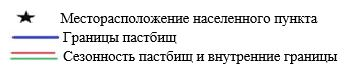 Месторасположение населенного пункта
Границы пастбищ
Сезонность пастбищ и внутренние границы